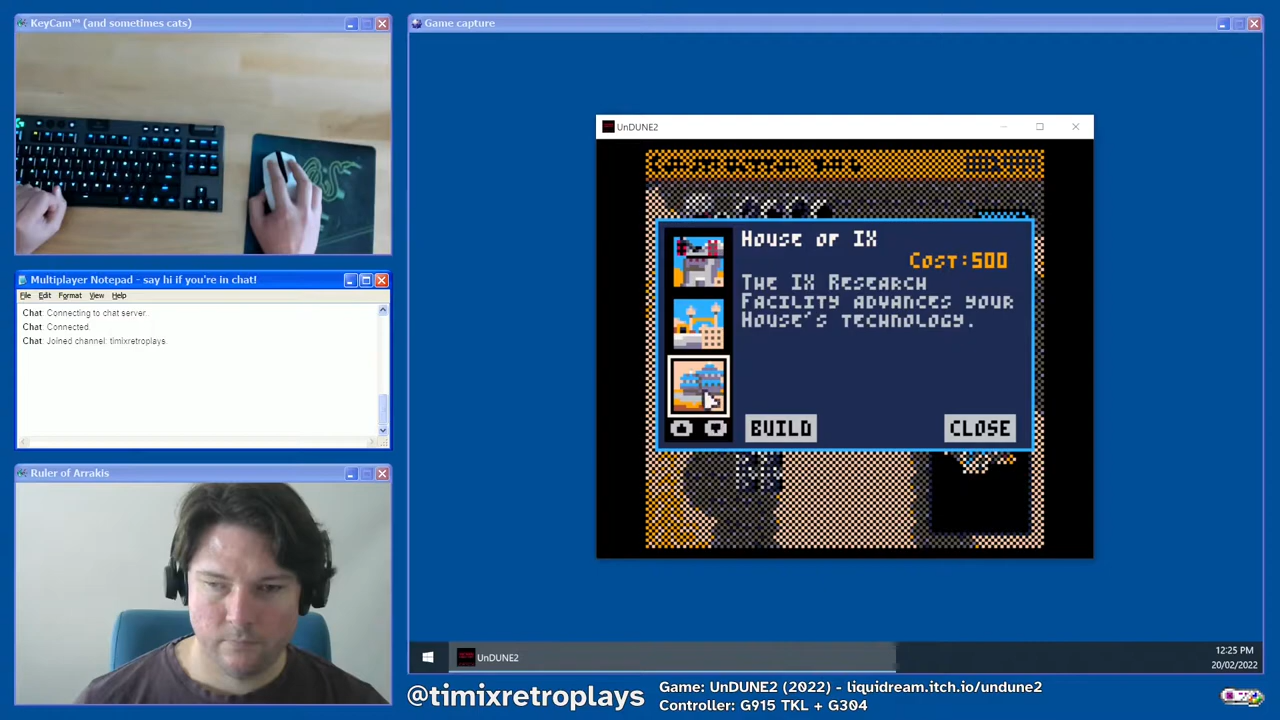 KeyCam™ (and sometimes cats)
Game capture
UnDUNE2
House of IX
Cost:500
The IX Research
Facility advances your
House's technology.
BUILD
CLOSE
Multiplayer Notepad - say hi if you're in chat!
File Edit Format View Help
Chat: Connecting to chat server.
Chat: Connected.
Chat: Joined channel: timixretroplays.
Ruler of Arrakis
UnDUNE2
12:25 PM
20/02/2022
@timixretroplays
Game: UnDUNE2 (2022) - liquidream.itch.io/undune2
Controller: G915 TKL + G304